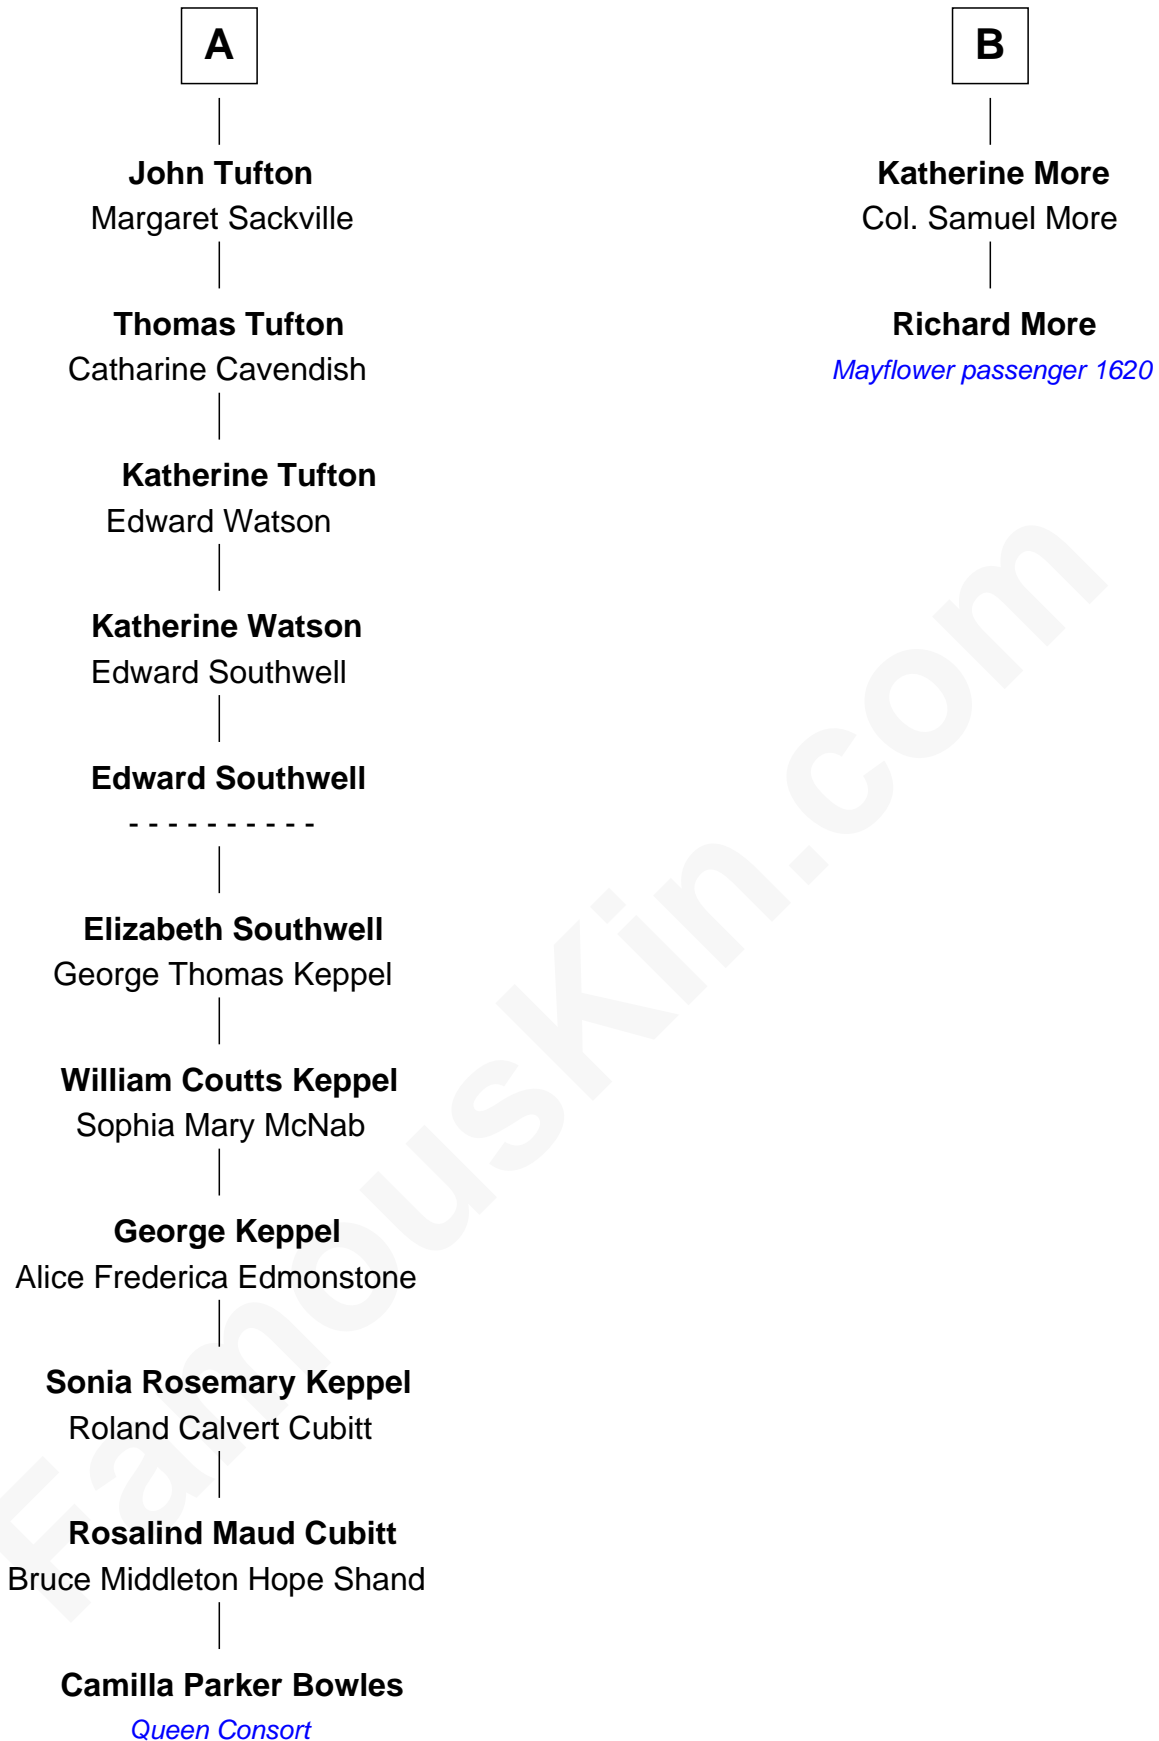 A
John Tufton
Margaret Sackville
Thomas Tufton
Catharine Cavendish
Katherine Tufton
Edward Watson
Katherine Watson
Edward Southwell
Edward Southwell
- - - - - - - - - -
Elizabeth Southwell
George Thomas Keppel
William Coutts Keppel
Sophia Mary McNab
George Keppel
Alice Frederica Edmonstone
Sonia Rosemary Keppel
Roland Calvert Cubitt
Rosalind Maud Cubitt
Bruce Middleton Hope Shand
Camilla Parker Bowles
Queen Consort
B
Katherine More
Col. Samuel More
Richard More
Mayflower passenger 1620
FamousKin.com